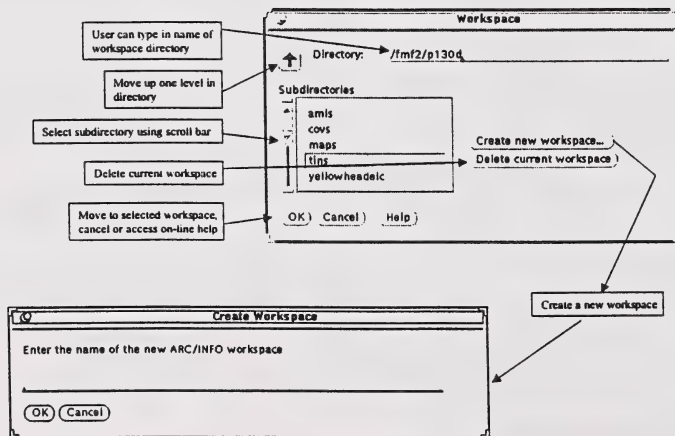 Workspace
User can type in name of
workspace directory
Directory: /fmf2/p130d
Move up one level in
directory
Subdirectories
Select subdirectory using scroll bar
amls
covs
maps
tins
yellowheadelc
Create new workspace...
Delete current workspace
Delete current workspace
Move to selected workspace,
cancel or access on-line help
OK Cancel Help
Create a new workspace
Create Workspace
Enter the name of the new ARC/INFO workspace
OK Cancel